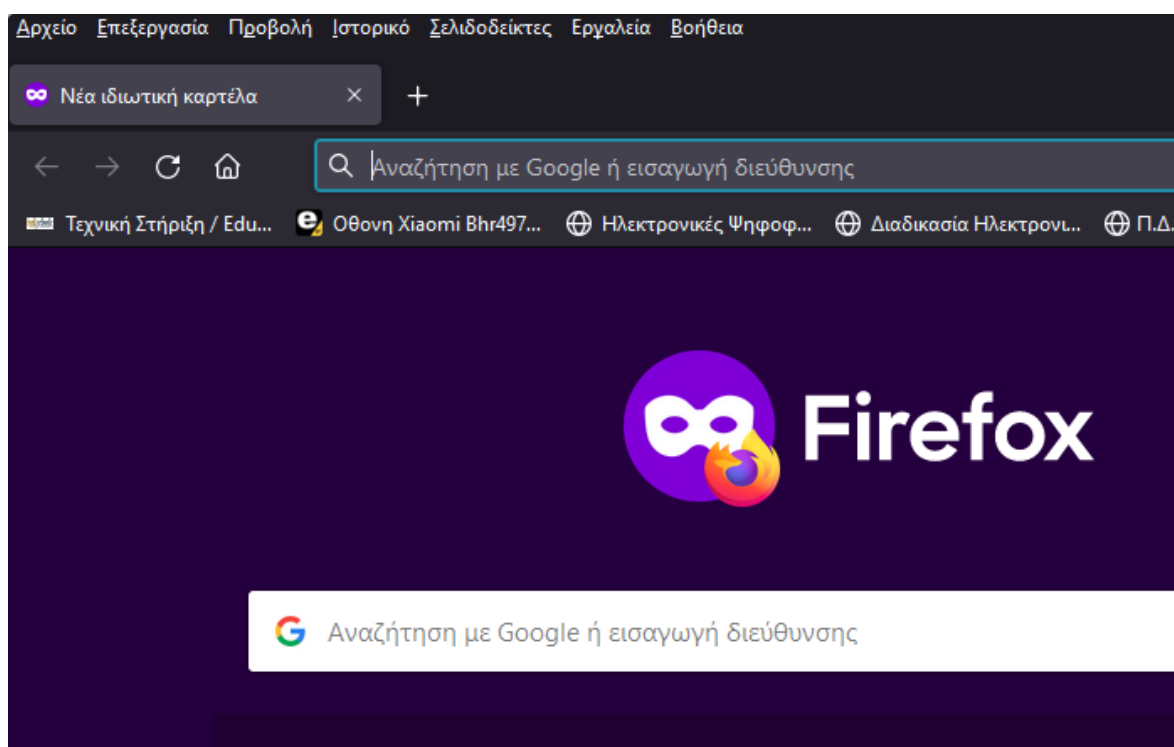 Αρχείο Επεξεργασία Προβολή Ιστορικό Σελιδοδείκτες Εργαλεία Βοήθεια
Νέα ιδιωτική καρτέλα
Αναζήτηση με Google ή εισαγωγή διεύθυνσης
Τεχνική Στήριξη / Edu... Οθονη Xiaomi Bhr497... Ηλεκτρονικές Ψηφοφ... Διαδικασία Ηλεκτρονι... Π.Δ.
Firefox
Αναζήτηση με Google ή εισαγωγή διεύθυνσης